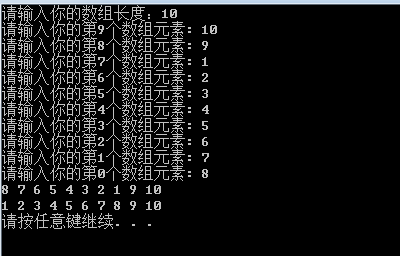 请输入你的数组长度：10
请输入你的第9个数组元素：10
请输入你的第8个数组元素：9
请输入你的第7个数组元素：1
请输入你的第6个数组元素：2
请输入你的第5个数组元素：3
请输入你的第4个数组元素：4
请输入你的第3个数组元素：5
请输入你的第2个数组元素：6
请输入你的第1个数组元素：7
请输入你的第0个数组元素：8
8 7 6 5 4 3 2 1 9 10
1 2 3 4 5 6 7 8 9 10
请按任意键继续. . .